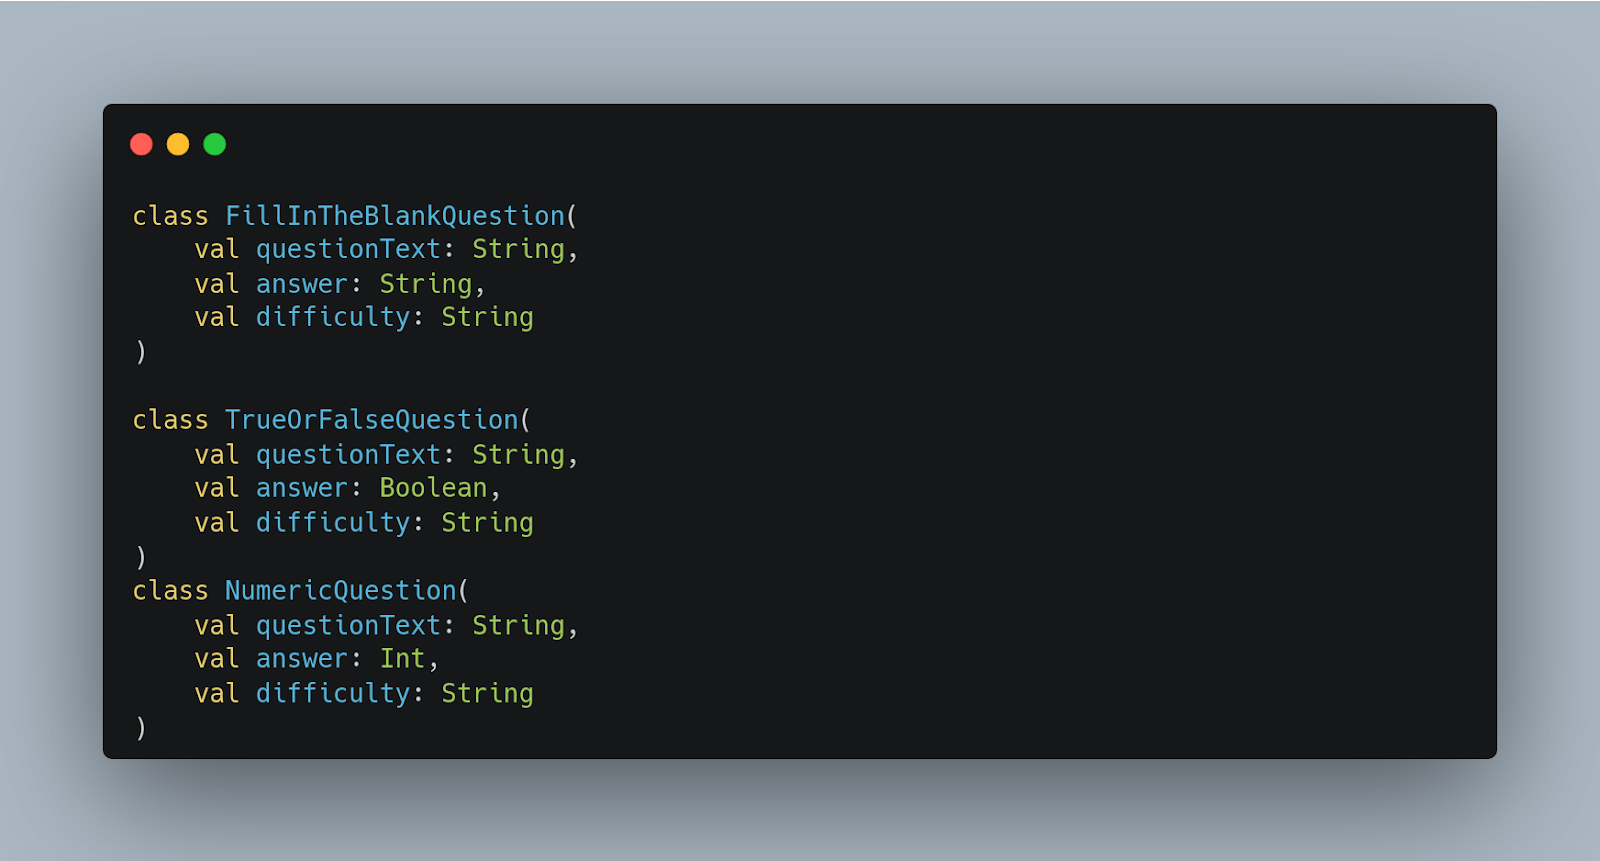 class FillInTheBlankQuestion(
    val questionText: String,
    val answer: String,
    val difficulty: String
)

class TrueOrFalseQuestion(
    val questionText: String,
    val answer: Boolean,
    val difficulty: String
)
class NumericQuestion(
    val questionText: String,
    val answer: Int,
    val difficulty: String
)